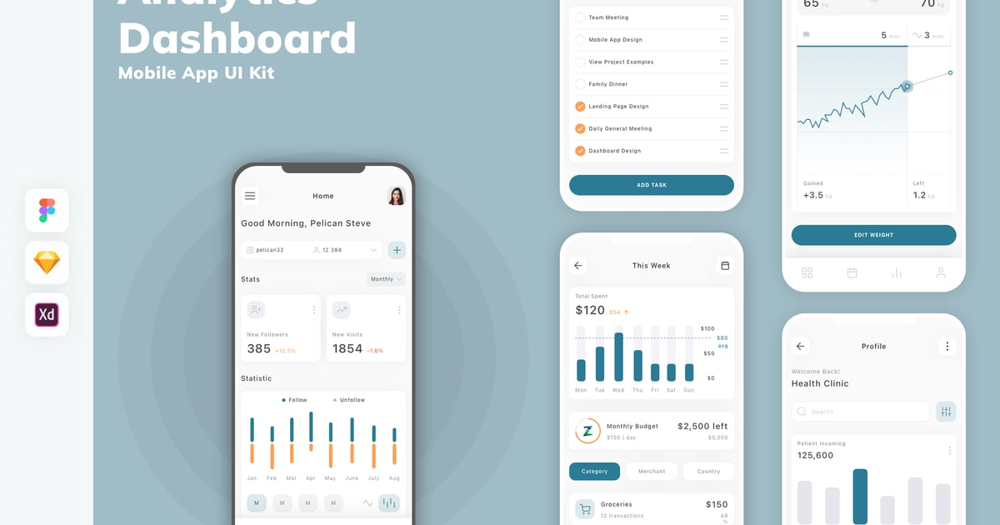 Analytics
Dashboard
Mobile App UI Kit
Xd
Home
Good Morning, Pelican Steve
pelican32
12 384
Stats
Monthly
New Followers
385 +12.5%
New Visits
1854 -1.6%
Statistic
Follow
Unfollow
Jan Feb Mar Apr May June July Aug
M M M M
Team Meeting
Mobile App Design
View Project Examples
Family Dinner
Landing Page Design
Daily General Meeting
Dashboard Design
ADD TASK
This Week
Total Spent
$120 $54
$100
$80
avg
$50
$0
Mon Tue Wed Thu Fri Sat Sun
Monthly Budget
$150 / day
$2,500 left
$5,000
Category
Merchant
Country
Groceries
12 transactions
$150
48
%
65 kg
70 kg
5 mon
3 mon
Gained
+3.5 kg
Left
1.2 kg
EDIT WEIGHT
Profile
Welcome Back!
Health Clinic
Search
Patient Incoming
125,600